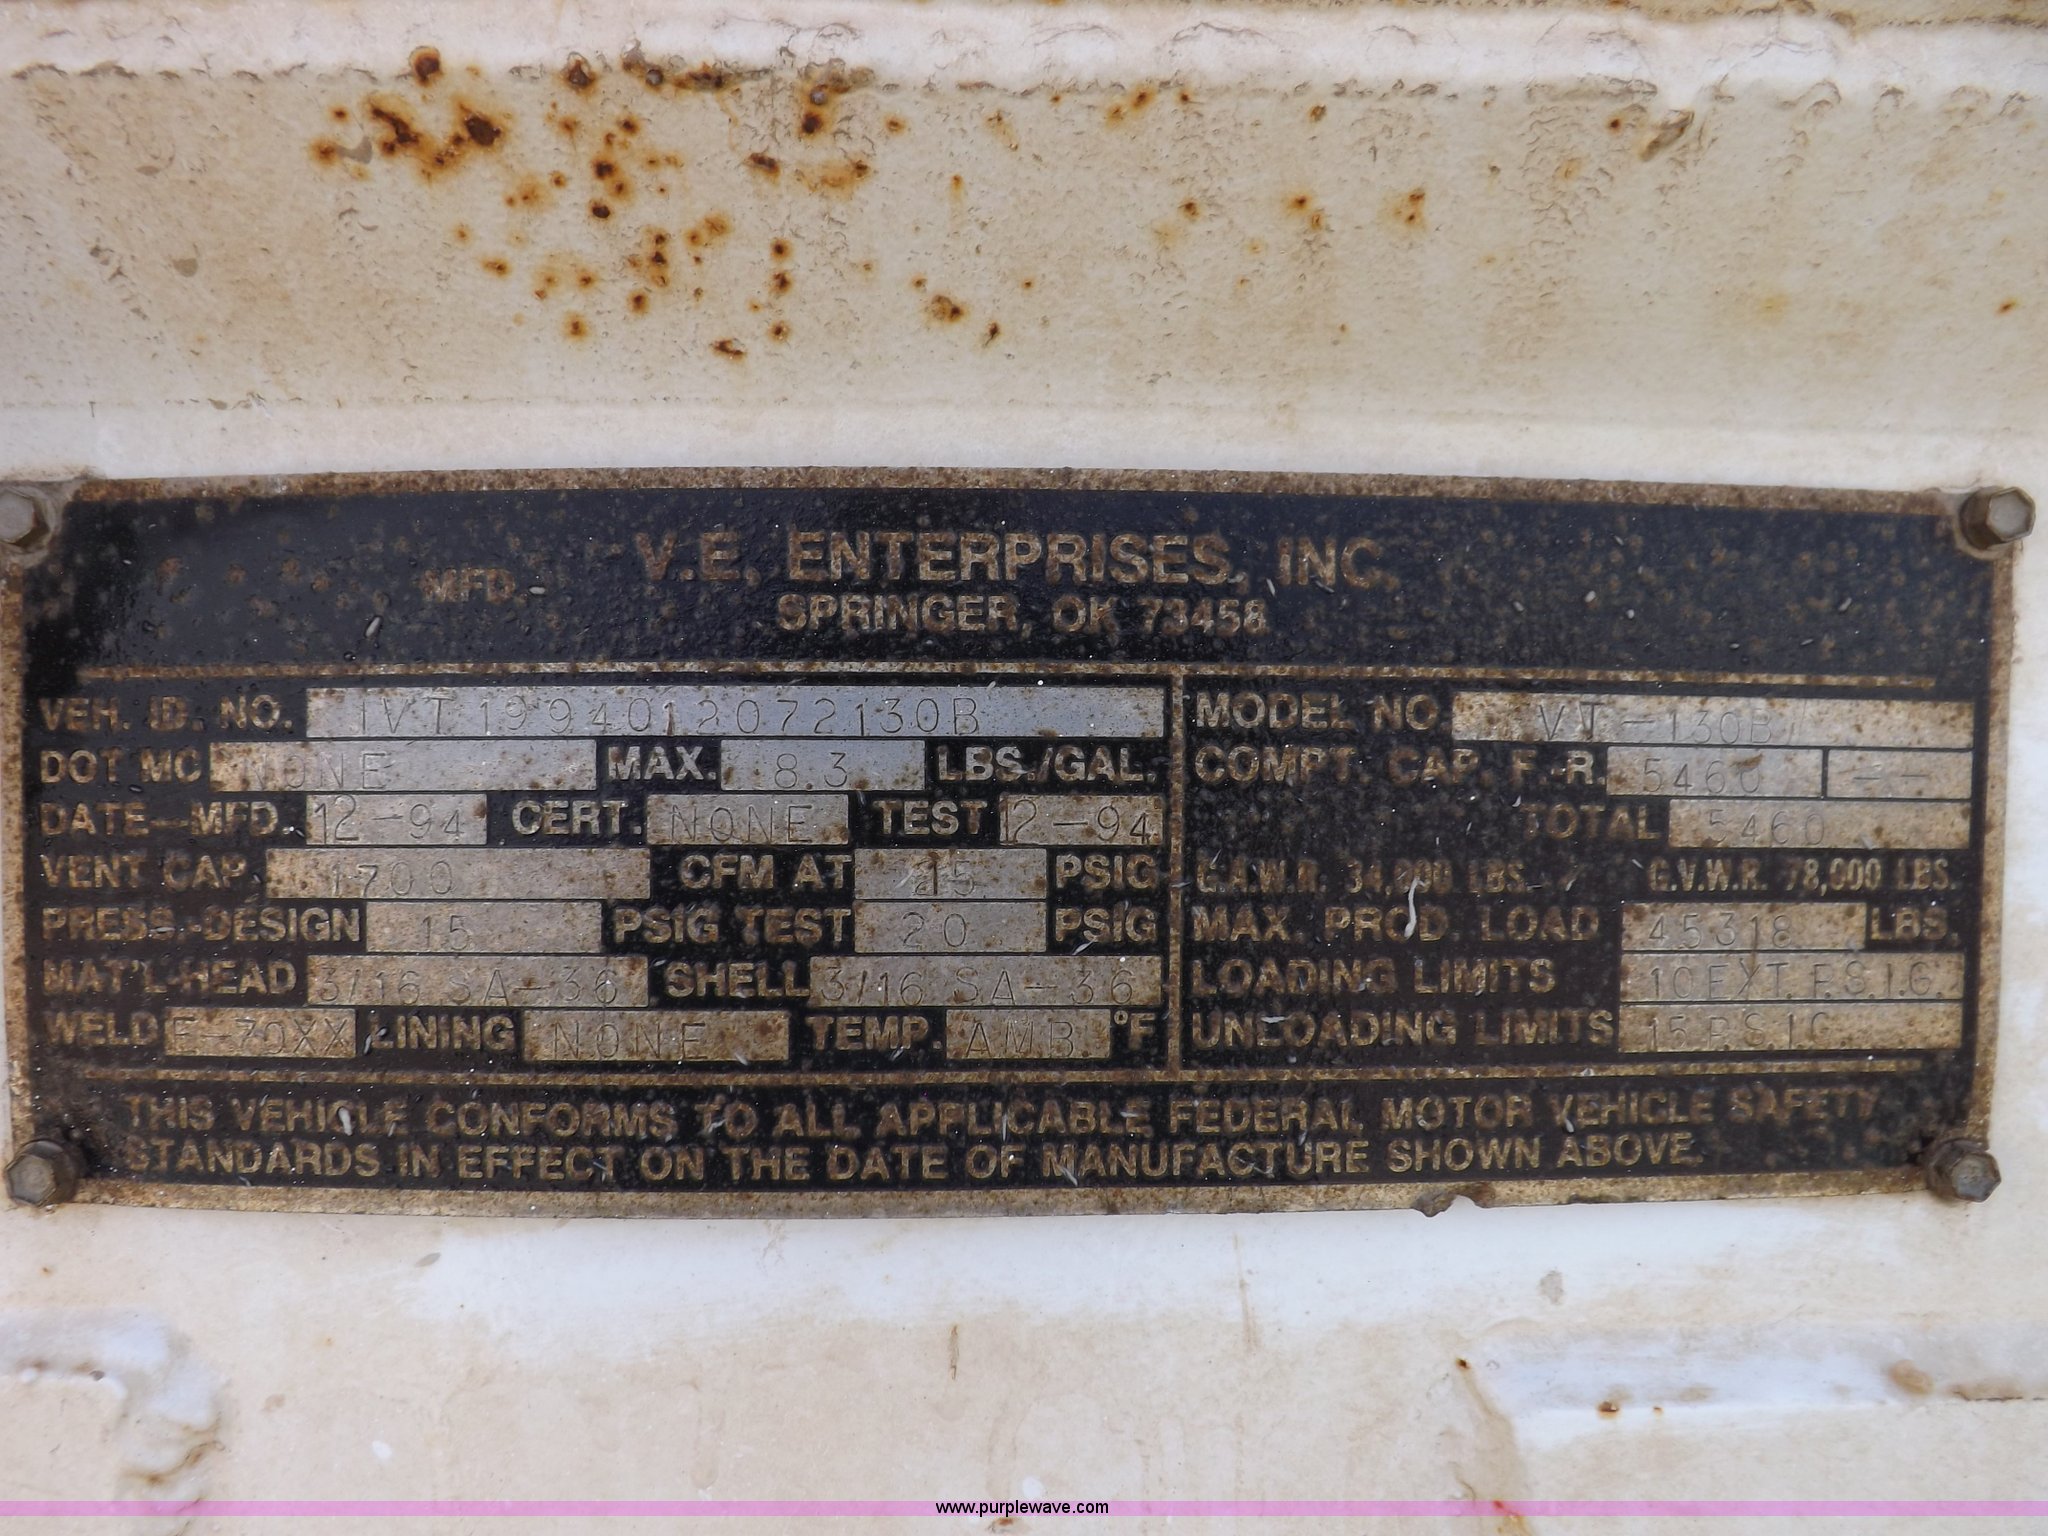 V.E. ENTERPRISES, INC.
MFD. SPRINGER, OK 73458
VEH. ID. NO. 1VT1994012072130B MODEL NO. VT-130B
DOT MC NONE MAX. 8.3 LBS./GAL. COMPT. CAP. F.-R. 5460 --
DATE-MFD. 12-94 CERT. NONE TEST 12-94 TOTAL 5460
VENT CAP. 1700 CFM AT PSIG G.A.W.R. 34,000 LBS. G.V.W.R. 78,000 LBS.
PRESS.-DESIGN 15 PSIG TEST 20 PSIG MAX. PROD. LOAD 45318 LBS.
MAT'L-HEAD 3/16 SA-36 SHELL 3/16 SA-36 LOADING LIMITS 10 EXT. P.S.I.G.
WELD E-70XX LINING NONE TEMP. AMB °F UNLOADING LIMITS 15 P.S.I.G.
THIS VEHICLE CONFORMS TO ALL APPLICABLE FEDERAL MOTOR VEHICLE SAFETY
STANDARDS IN EFFECT ON THE DATE OF MANUFACTURE SHOWN ABOVE.
www.purplewave.com